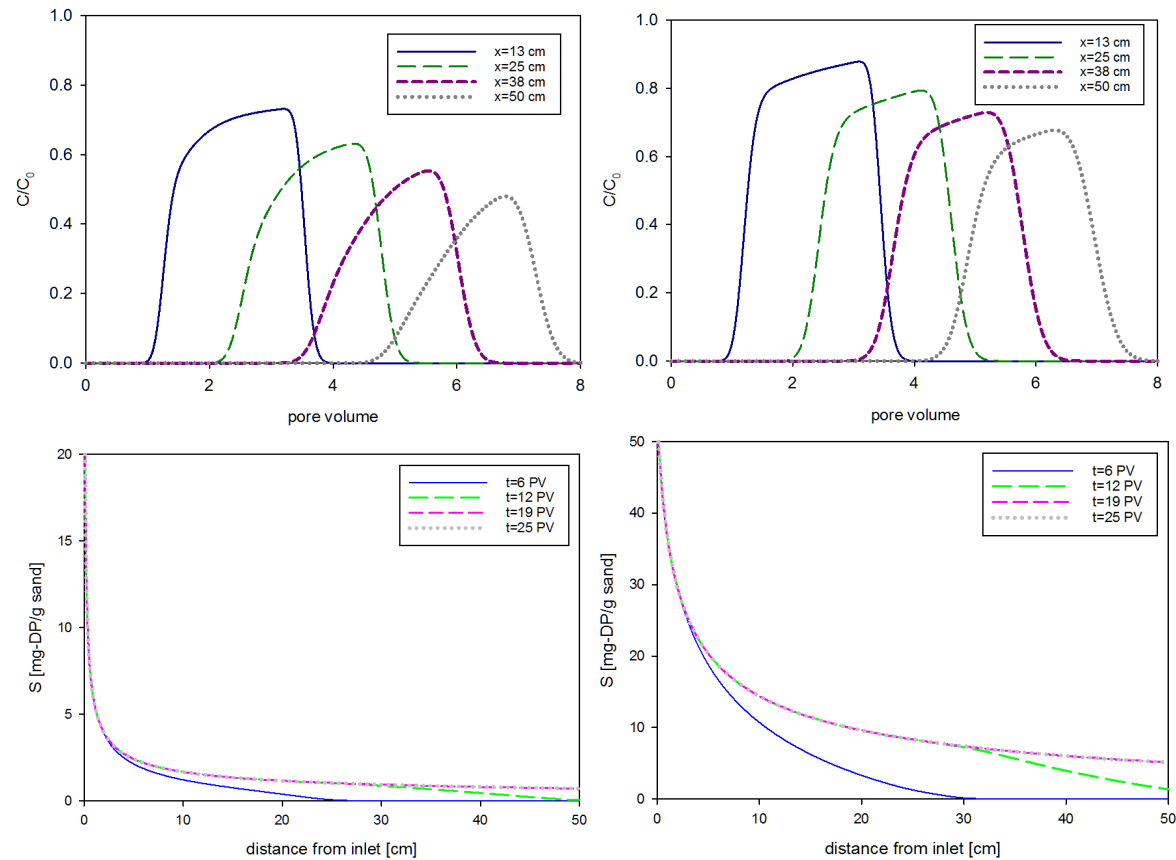 1.0
0.8
0.6
0.4
0.2
0.0
C/C0
0 2 4 6 8
pore volume
x=13 cm
x=25 cm
x=38 cm
x=50 cm
1.0
0.8
0.6
0.4
0.2
0.0
C/C0
0 2 4 6 8
pore volume
x=13 cm
x=25 cm
x=38 cm
x=50 cm
20
15
10
5
0
S [mg-DP/g sand)
0 10 20 30 40 50
distance from inlet [cm]
t=6 PV
t=12 PV
t=19 PV
t=25 PV
50
40
30
20
10
0
S [mg-DP/g sand)
0 10 20 30 40 50
distance from inlet [cm]
t=6 PV
t=12 PV
t=19 PV
t=25 PV